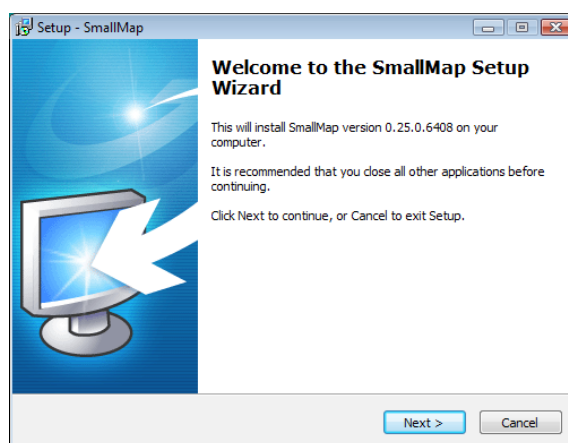 Setup - SmallMap
Welcome to the SmallMap Setup
Wizard
This will install SmallMap version 0.25.0.6408 on your
computer.
It is recommended that you close all other applications before
continuing.
Click Next to continue, or Cancel to exit Setup.
Next >
Cancel